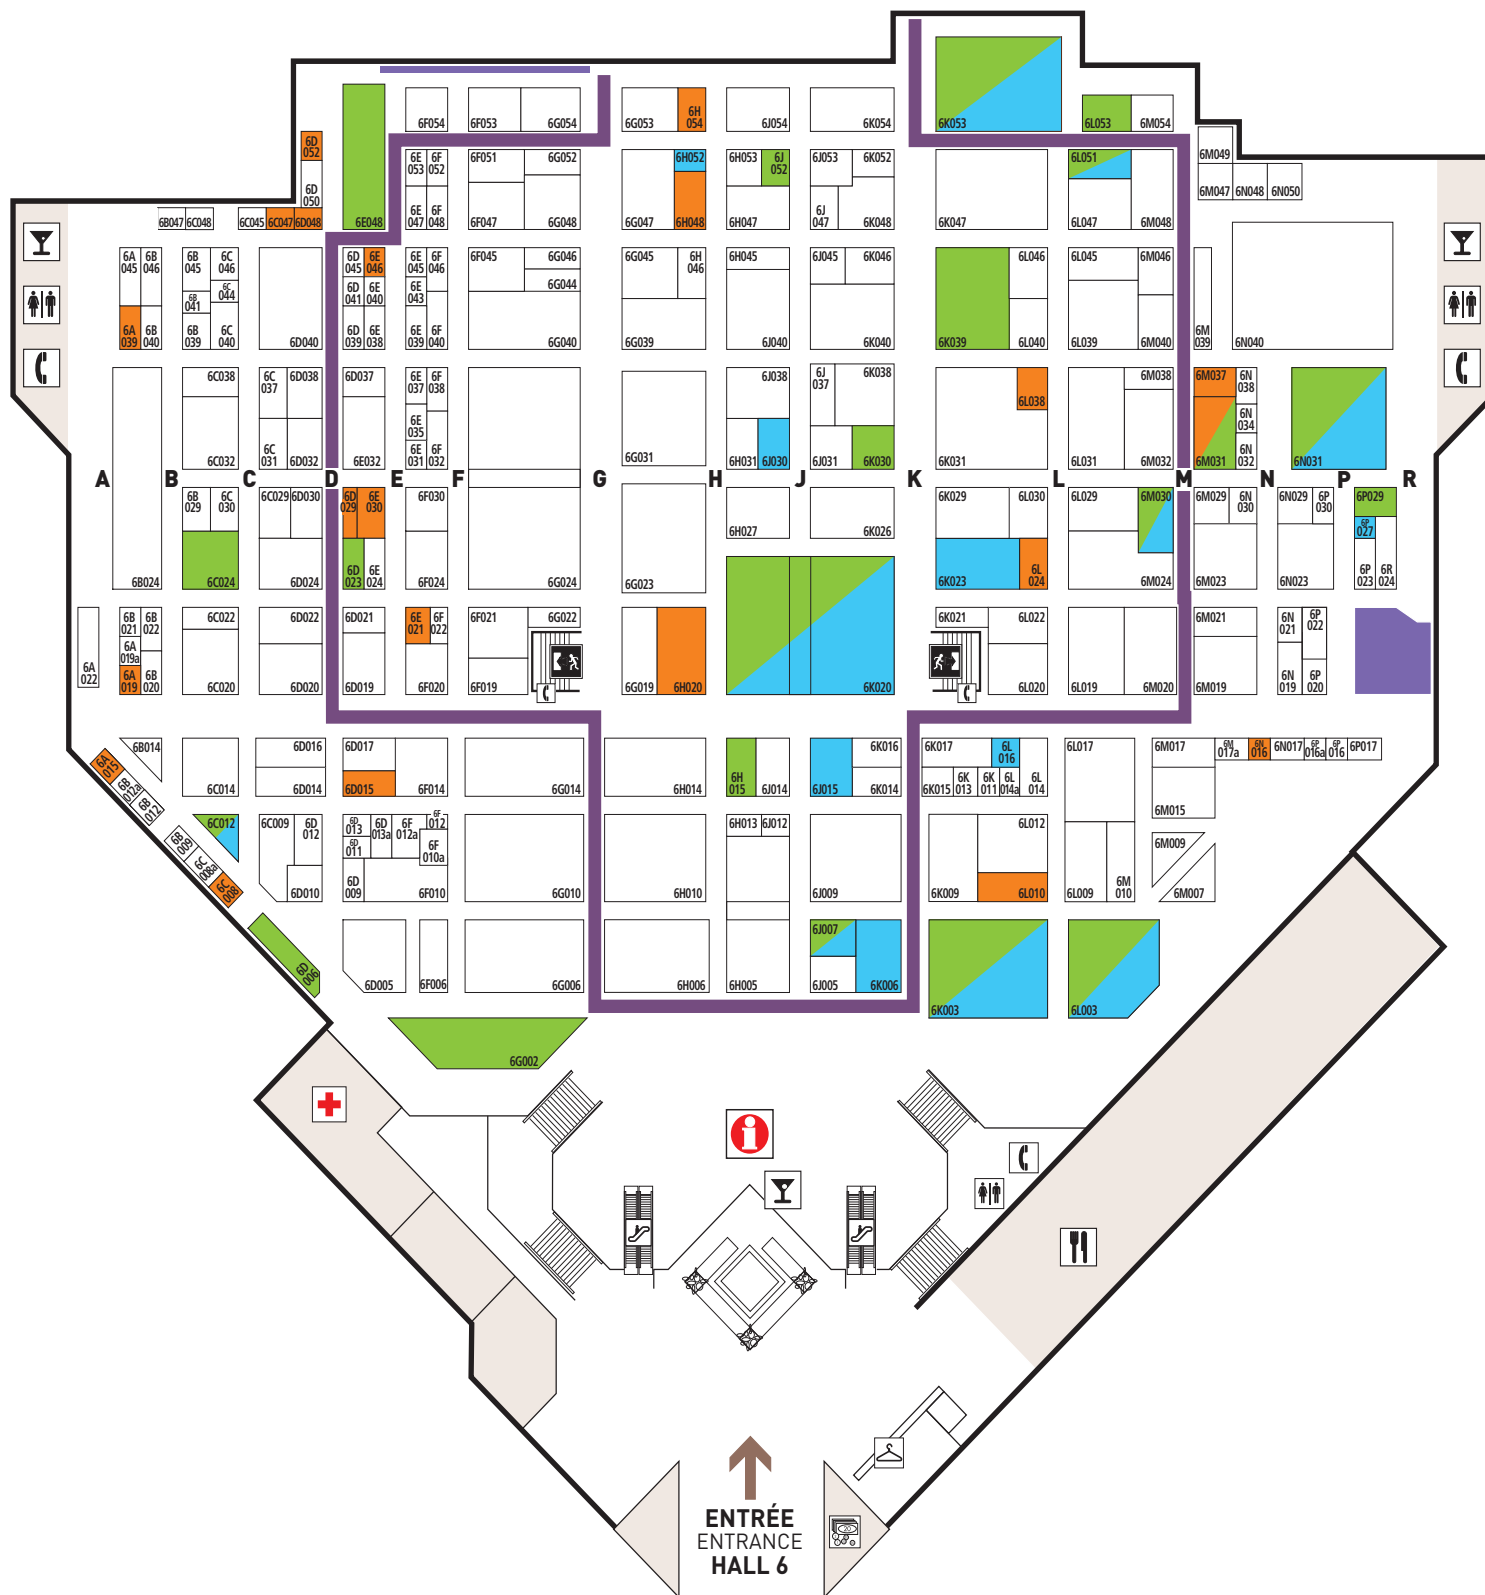 6K053
6L053
6M054
6F054
6F053
6G054
6G053
6H
054
6J054
6K054
6D
052
6D
050
6E048
6E
053
6F
052
6F051
6G052
6H052
6H053
6J
052
6J053
6K052
6L051
6M049
6M047
6N048
6N050
6B047
6C048
6C045
6C047
6D048
6E
047
6F
048
6F047
6G048
6G047
6H048
6H047
6J
047
6K048
6K047
6L047
6M048
6A
045
6B
046
6B
045
6C
046
6C
044
6B
041
6D
045
6E
046
6D
041
6E
040
6E
045
6F
046
6E
043
6F045
6G046
6G044
6G045
6H
046
6H045
6J045
6K046
6L046
6L045
6M046
6A
039
6B
040
6B
039
6C
040
6D040
6D
039
6E
038
6E
039
6F
040
6G040
6G039
6J040
6K040
6K039
6L040
6L039
6M040
6M
039
6N040
6C038
6C
037
6D038
6D037
6E
037
6F
038
6J038
6J
037
6K038
6L038
6M038
6M037
6N
038
6E
035
6N
034
6C032
6C
031
6D032
6E032
6E
031
6F
032
6G031
6H031
6J030
6J031
6K030
6K031
6L031
6M032
6M031
6N
032
6N031
A B C D E F G H J K L M N P R
6B
029
6C
030
6C029
6D030
6D
029
6E
030
6F030
6K029
6L030
6L029
6M030
6M029
6N
030
6N029
6P
030
6P029
6P
027
6H027
6K026
6B024
6C024
6D024
6D
023
6E
024
6F024
6G024
6G023
6K023
6L
024
6M024
6M023
6N023
6P
023
6R
024
6A
022
6B
021
6B
022
6A
019a
6C022
6D022
6D021
6E
021
6F
022
6F021
6G022
6K021
6L022
6M021
6N
021
6P
022
6A
019
6B
020
6C020
6D020
6D019
6F020
6F019
6G019
6H020
6K020
6L020
6L019
6M020
6M019
6N
019
6P
020
6B014
6D016
6D017
6H
015
6J015
6K016
6K017
6L
016
6L017
6M017
6M
017a
6N
016
6N017
6P
016a
6P
016
6P017
6A
015
6B
012a
6B
012
6C014
6D014
6D015
6F014
6G014
6H014
6J014
6K014
6K015
6K
013
6K
011
6L
014a
6L
014
6M015
6C012
6C009
6D
012
6D
013
6D
013a
6F
012a
6F
012
6D
011
6F
010a
6H013
6J012
6L012
6M009
6B
009
6C
008a
6C
008
6D010
6D
009
6F010
6G010
6H010
6J009
6K009
6L010
6L009
6M
010
6M007
6D
006
6D005
6F006
6G006
6H006
6H005
6J007
6J005
6K006
6K003
6L003
6G002
i
ENTRÉE
ENTRANCE
HALL 6